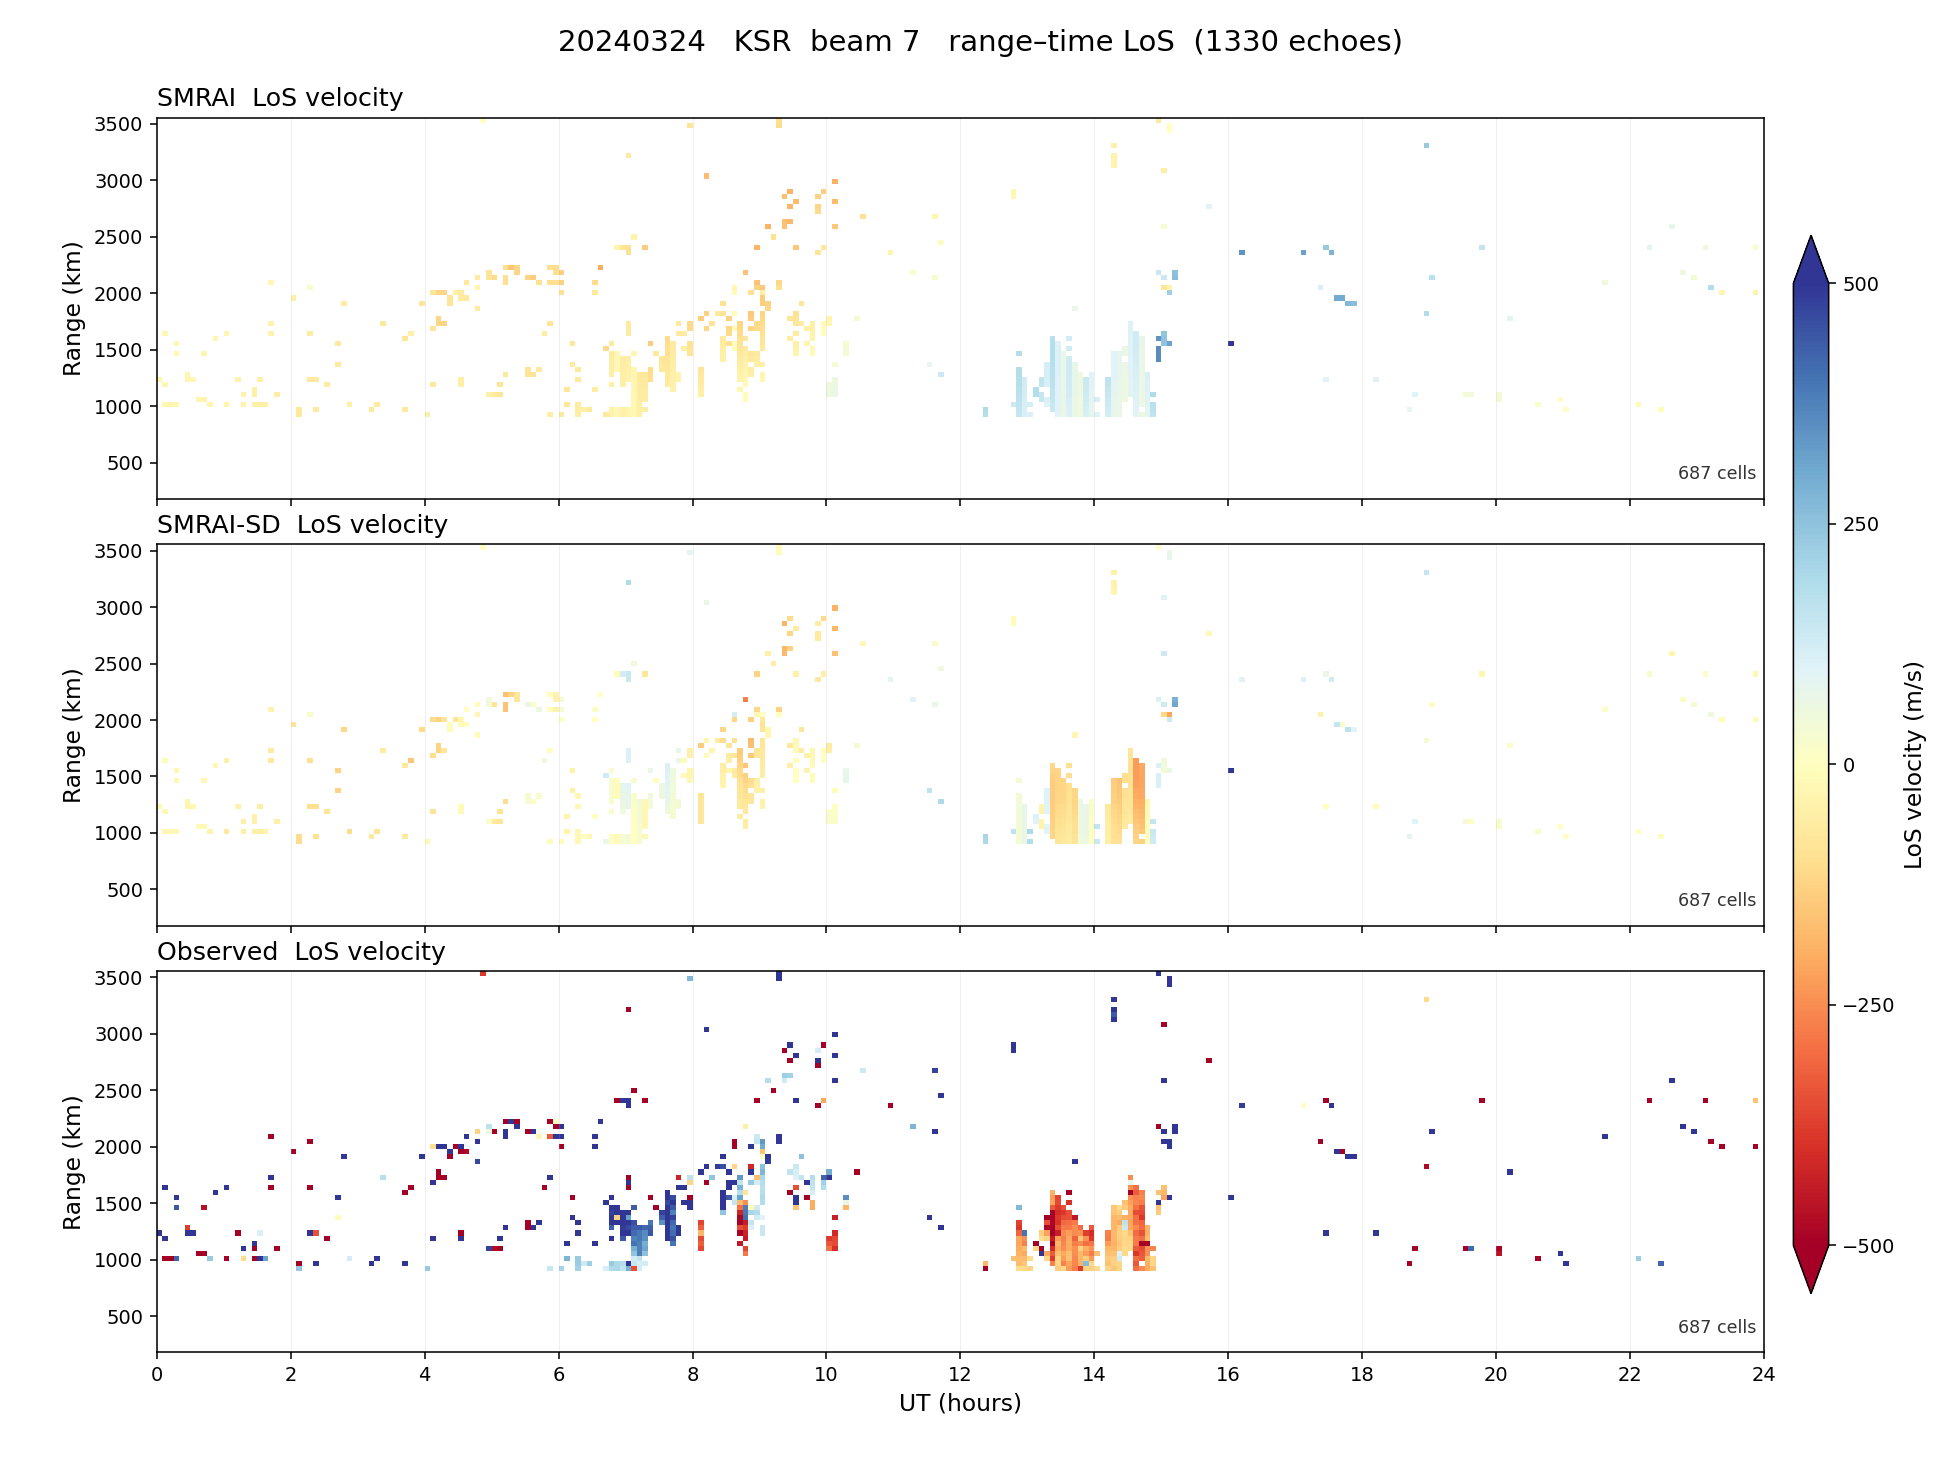 20240324   KSR  beam 7   range–time LoS  (1330 echoes)
SMRAI  LoS velocity
3500
3000
2500
2000
1500
1000
500
Range (km)
687 cells
SMRAI-SD  LoS velocity
3500
3000
2500
2000
1500
1000
500
Range (km)
687 cells
Observed  LoS velocity
3500
3000
2500
2000
1500
1000
500
Range (km)
687 cells
0 2 4 6 8 10 12 14 16 18 20 22 24
UT (hours)
500
250
0
−250
−500
LoS velocity (m/s)